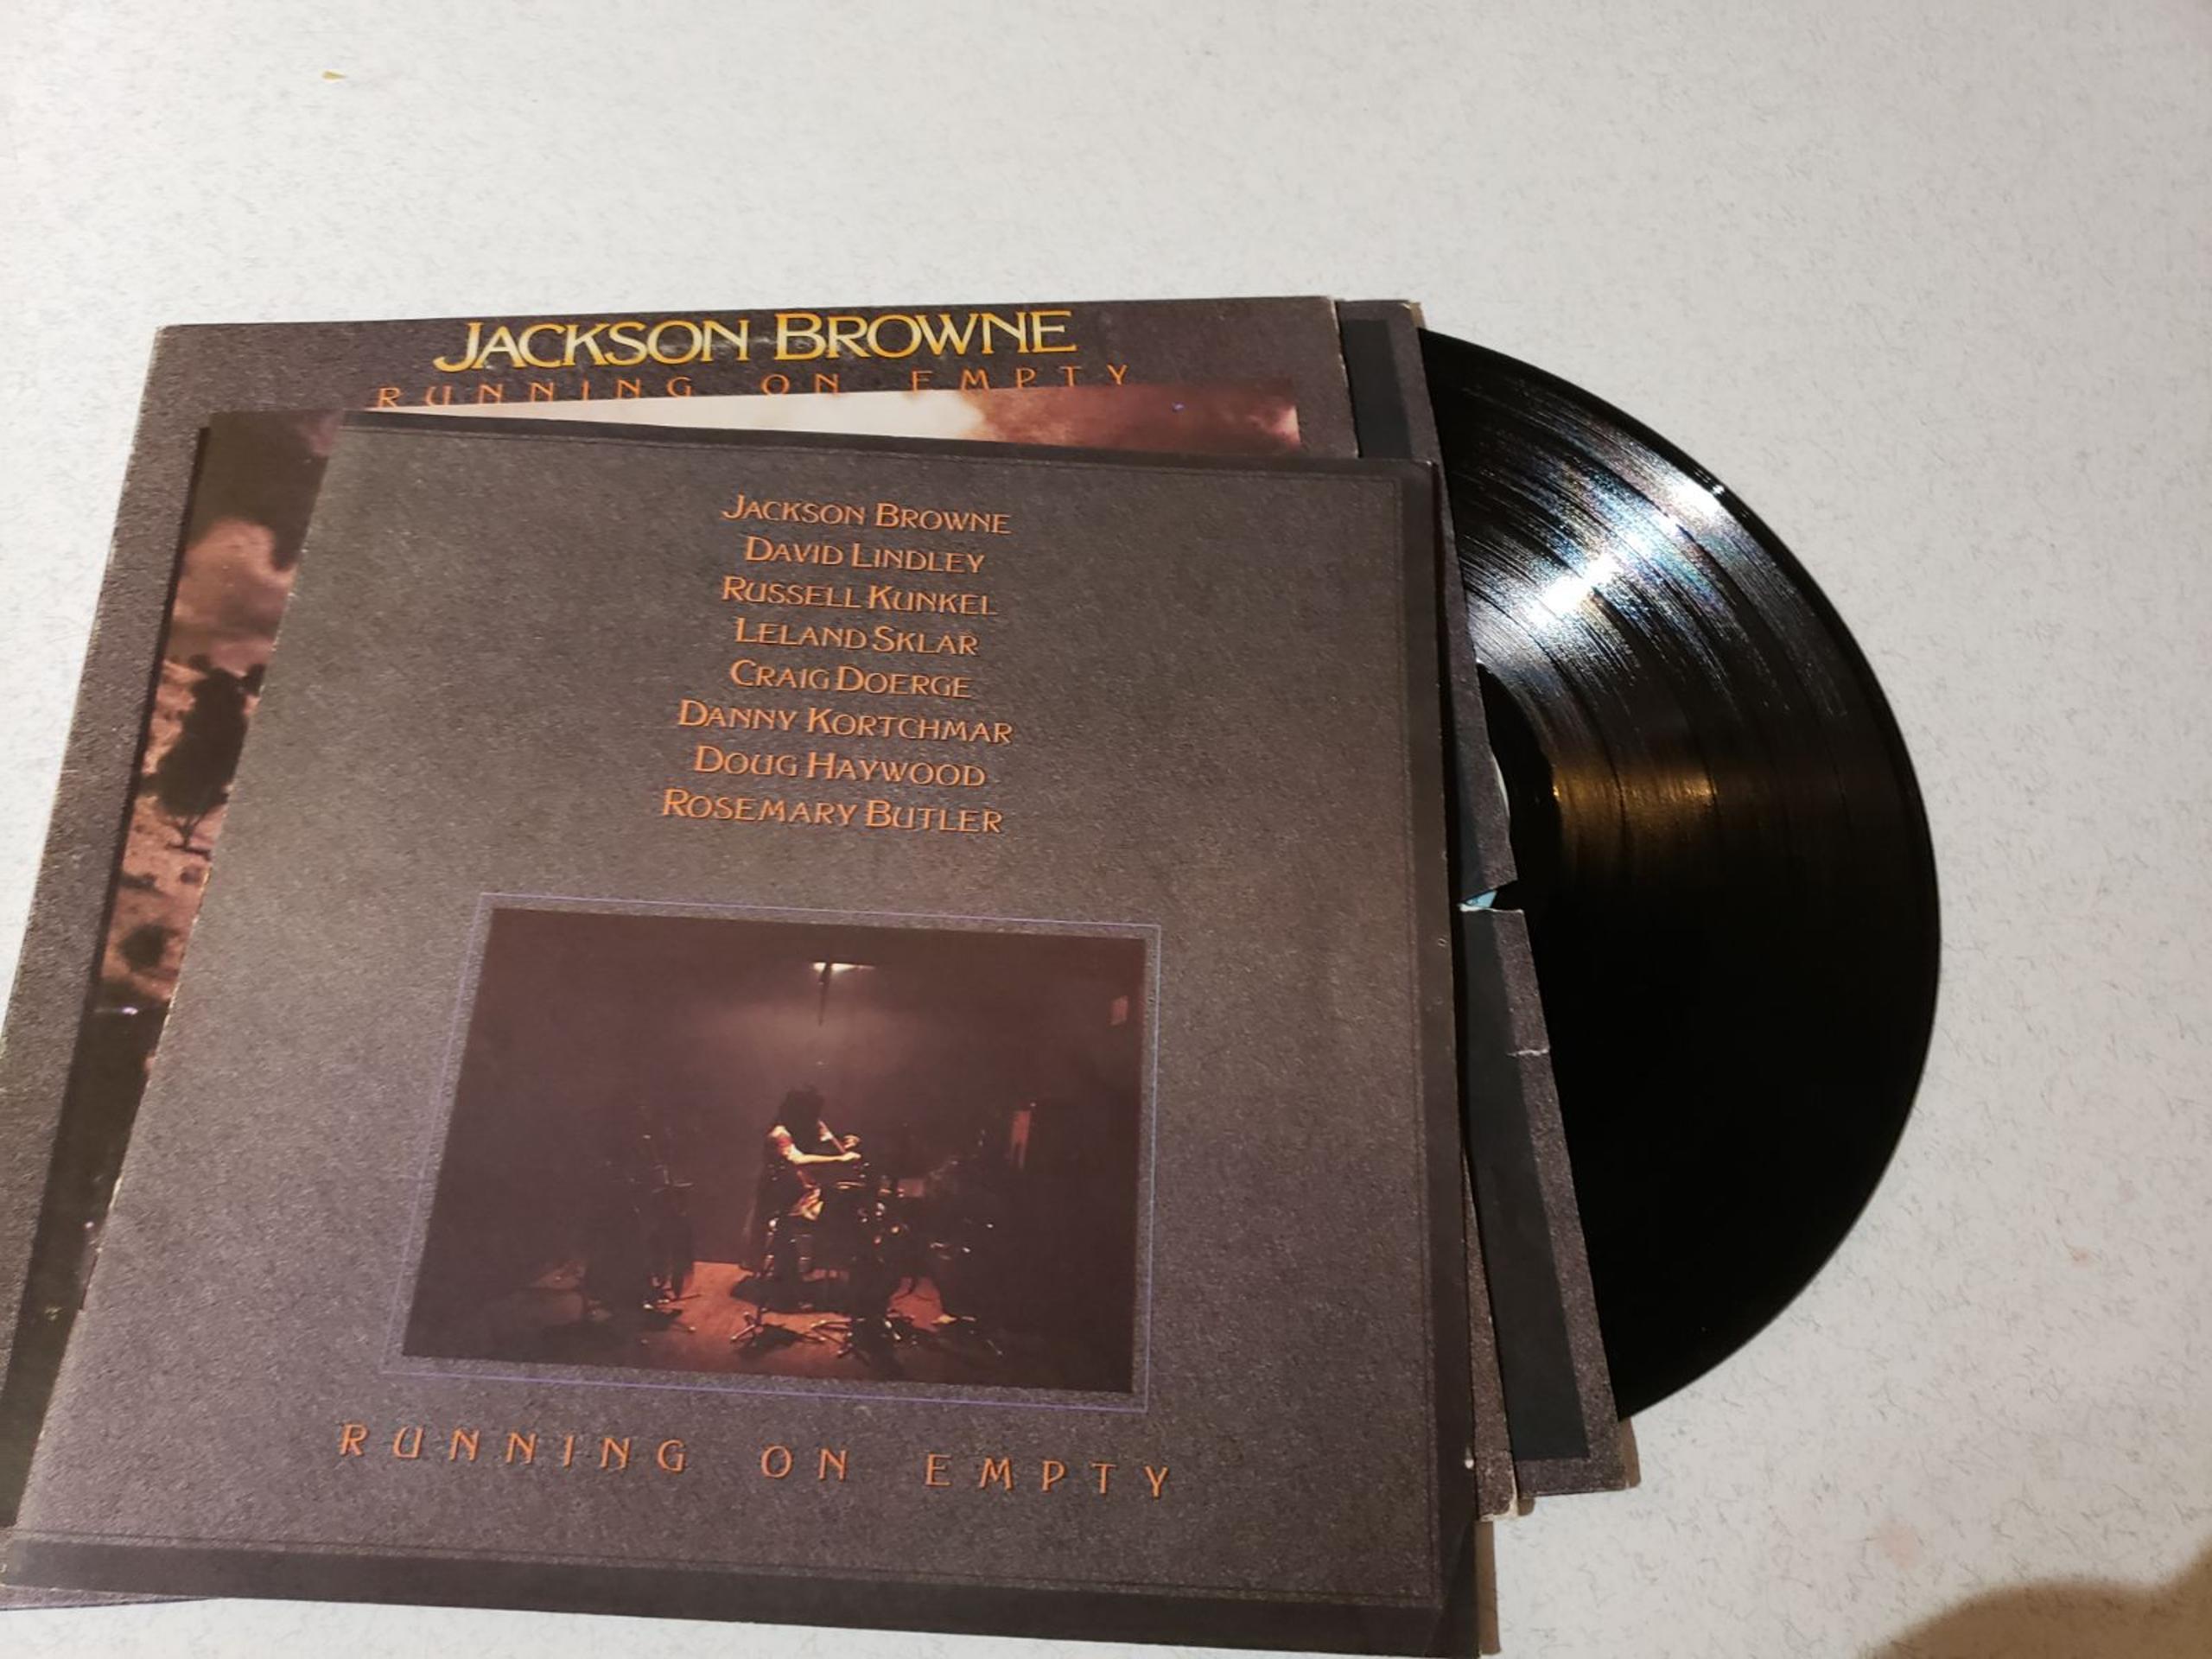 JACKSON BROWNE
RUNNING ON EMPTY
JACKSON BROWNE
DAVID LINDLEY
RUSSELL KUNKEL
LELAND SKLAR
CRAIG DOERGE
DANNY KORTCHMAR
DOUG HAYWOOD
ROSEMARY BUTLER
RUNNING ON EMPTY